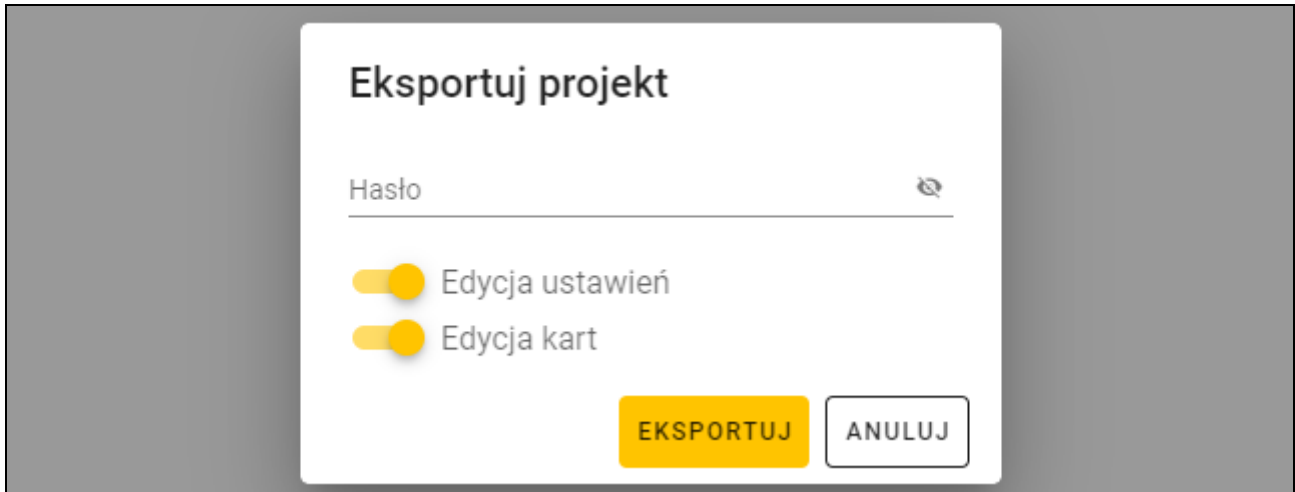 Eksportuj projekt
Hasło
Edycja ustawień
Edycja kart
EKSPORTUJ ANULUJ